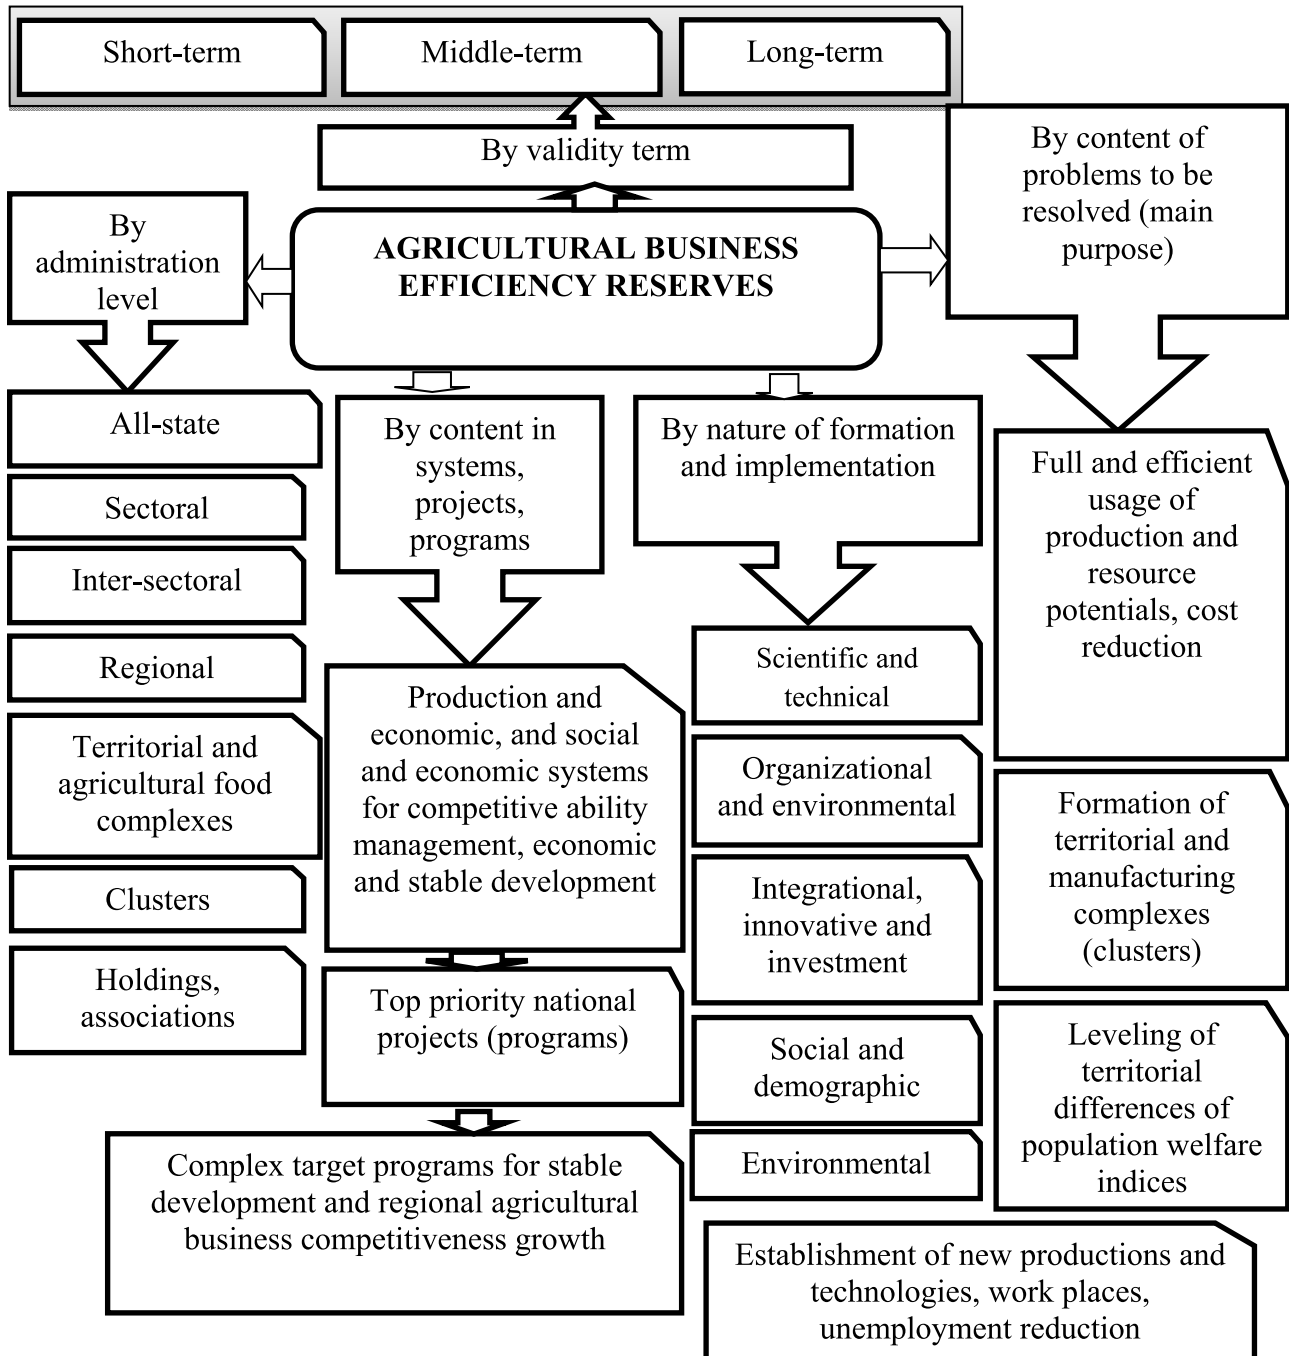 Short-term
Middle-term
Long-term
By validity term
By content of
problems to be
resolved (main
purpose)
By
administration
level
AGRICULTURAL BUSINESS
EFFICIENCY RESERVES
All-state
Sectoral
Inter-sectoral
Regional
Territorial and
agricultural food
complexes
Clusters
Holdings,
associations
By content in
systems,
projects,
programs
Production and
economic, and social
and economic systems
for competitive ability
management, economic
and stable development
Top priority national
projects (programs)
Complex target programs for stable
development and regional agricultural
business competitiveness growth
By nature of formation
and implementation
Scientific and
technical
Organizational
and environmental
Integrational,
innovative and
investment
Social and
demographic
Environmental
Full and efficient
usage of
production and
resource
potentials, cost
reduction
Formation of
territorial and
manufacturing
complexes
(clusters)
Leveling of
territorial
differences of
population welfare
indices
Establishment of new productions and
technologies, work places,
unemployment reduction